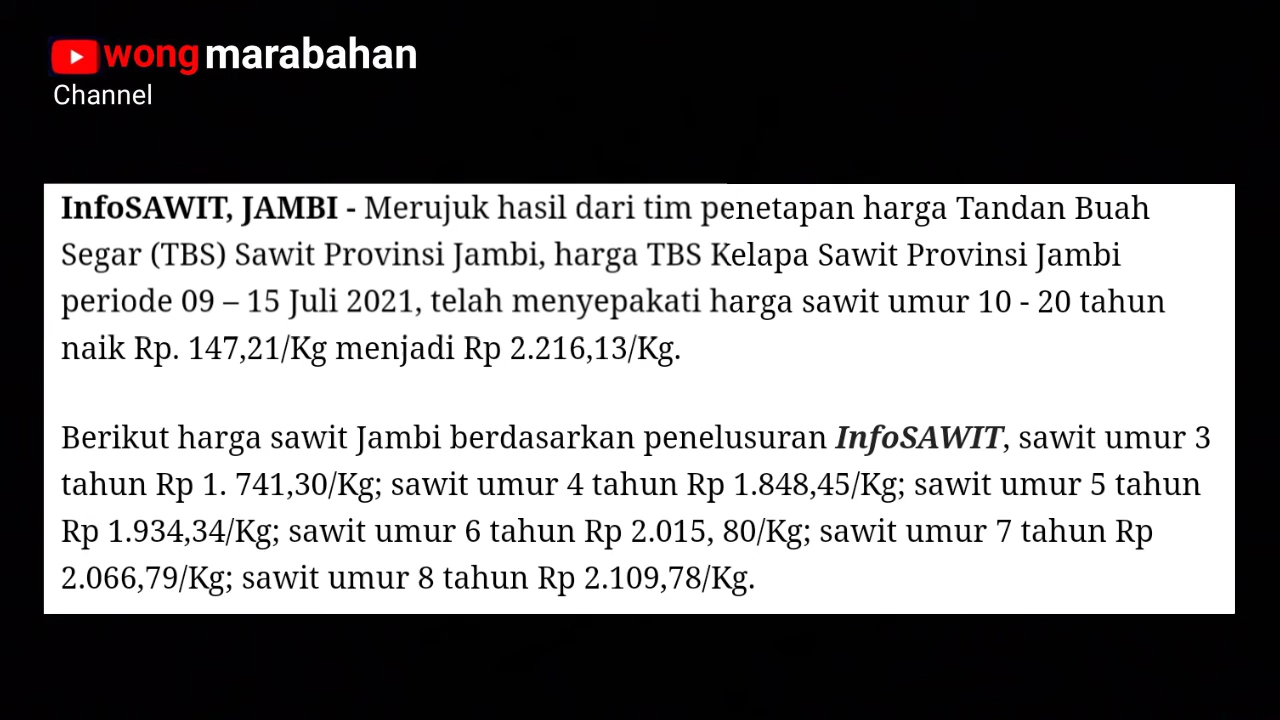 wong marabahan
Channel
InfoSAWIT, JAMBI - Merujuk hasil dari tim penetapan harga Tandan Buah
Segar (TBS) Sawit Provinsi Jambi, harga TBS Kelapa Sawit Provinsi Jambi
periode 09 – 15 Juli 2021, telah menyepakati harga sawit umur 10 - 20 tahun
naik Rp. 147,21/Kg menjadi Rp 2.216,13/Kg.
Berikut harga sawit Jambi berdasarkan penelusuran InfoSAWIT, sawit umur 3
tahun Rp 1. 741,30/Kg; sawit umur 4 tahun Rp 1.848,45/Kg; sawit umur 5 tahun
Rp 1.934,34/Kg; sawit umur 6 tahun Rp 2.015, 80/Kg; sawit umur 7 tahun Rp
2.066,79/Kg; sawit umur 8 tahun Rp 2.109,78/Kg.